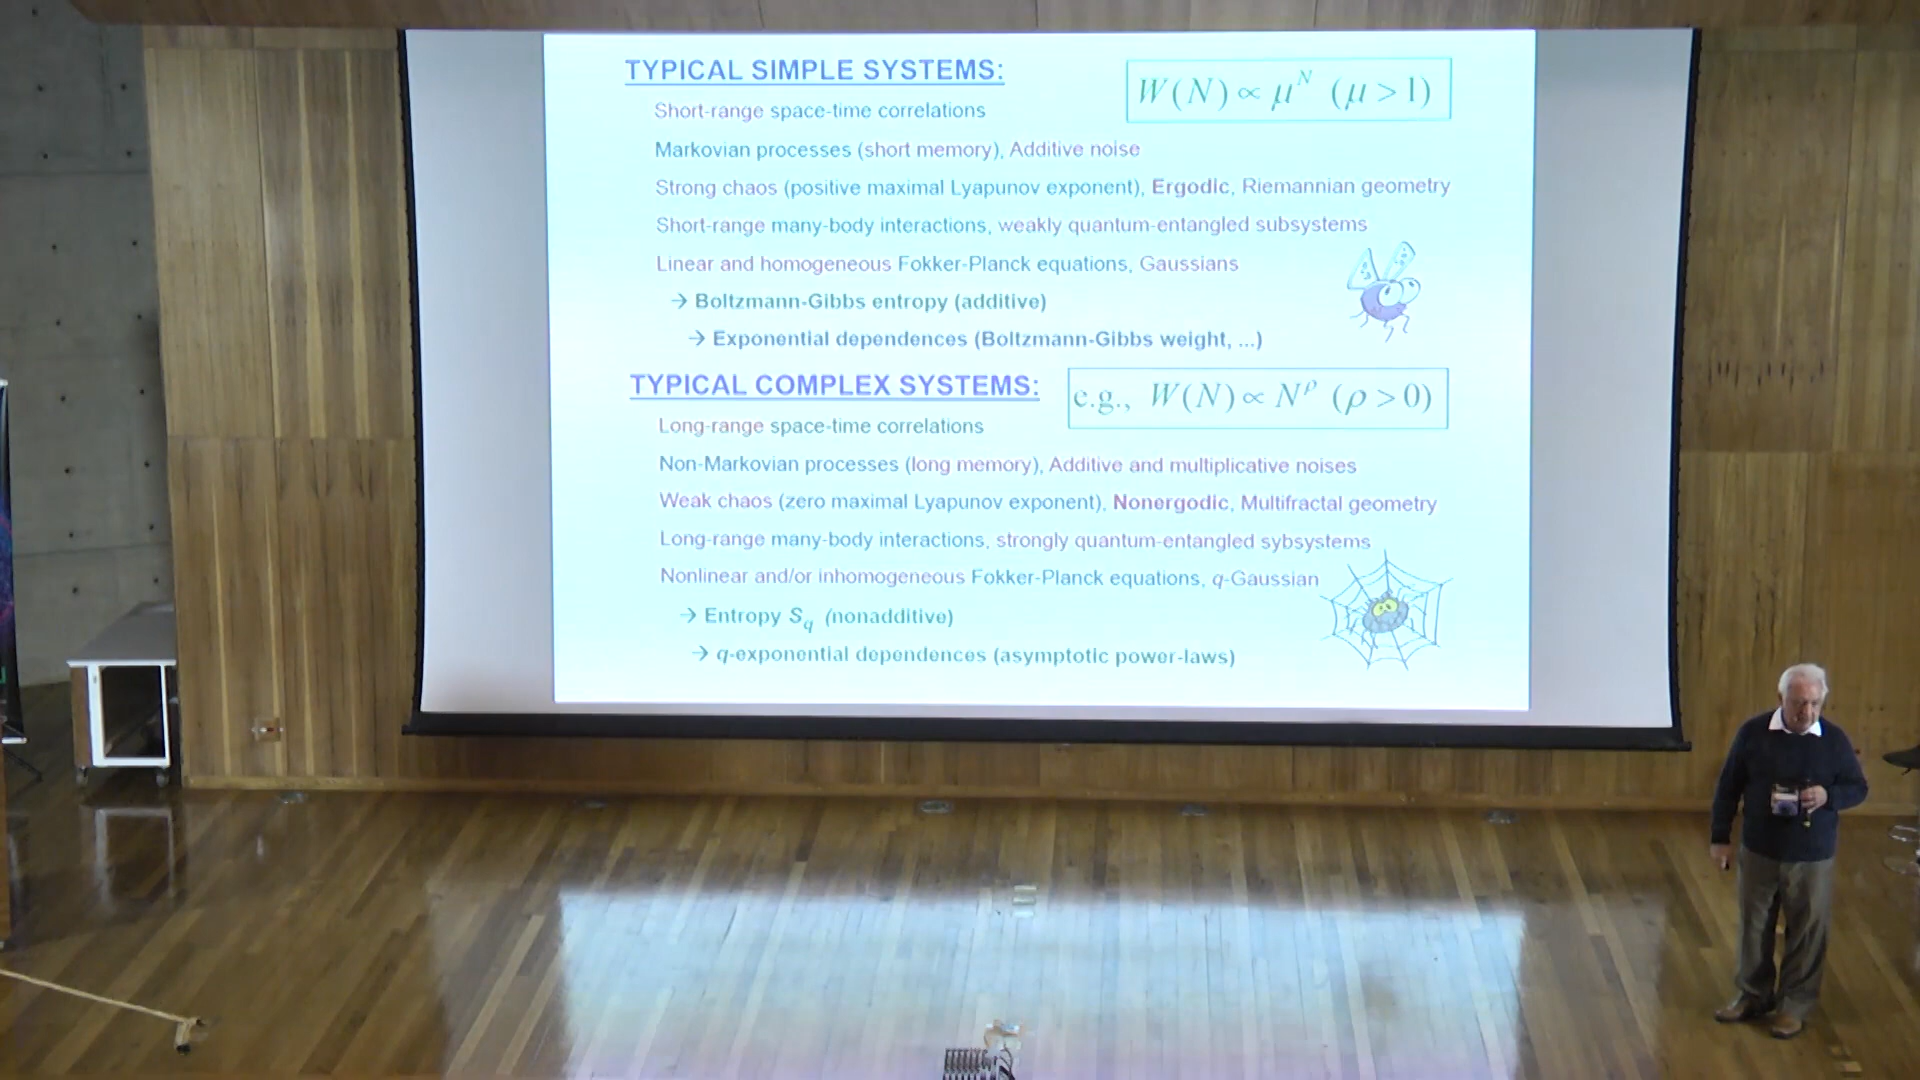 TYPICAL SIMPLE SYSTEMS:
W(N) ∝ μ^N (μ > 1)
Short-range space-time correlations
Markovian processes (short memory), Additive noise
Strong chaos (positive maximal Lyapunov exponent), Ergodic, Riemannian geometry
Short-range many-body interactions, weakly quantum-entangled subsystems
Linear and homogeneous Fokker-Planck equations, Gaussians
→ Boltzmann-Gibbs entropy (additive)
→ Exponential dependences (Boltzmann-Gibbs weight, ...)
TYPICAL COMPLEX SYSTEMS:
e.g., W(N) ∝ N^ρ (ρ > 0)
Long-range space-time correlations
Non-Markovian processes (long memory), Additive and multiplicative noises
Weak chaos (zero maximal Lyapunov exponent), Nonergodic, Multifractal geometry
Long-range many-body interactions, strongly quantum-entangled sybsystems
Nonlinear and/or inhomogeneous Fokker-Planck equations, q-Gaussian
→ Entropy S_q (nonadditive)
→ q-exponential dependences (asymptotic power-laws)